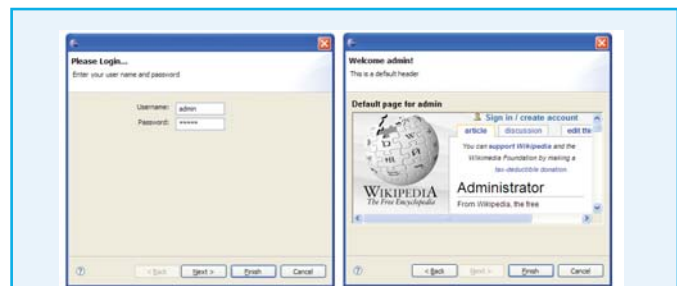 Please Login...
Enter your user name and password
Username: admin
Password: *****
< Back Next > Finish Cancel
Welcome admin!
This is a default header
Default page for admin
Sign in / create account
article discussion edit this
You can support Wikipedia and the
Wikimedia Foundation by making a
tax-deductible donation.
WIKIPEDIA
The Free Encyclopedia
Administrator
From Wikipedia, the free
< Back Next > Finish Cancel